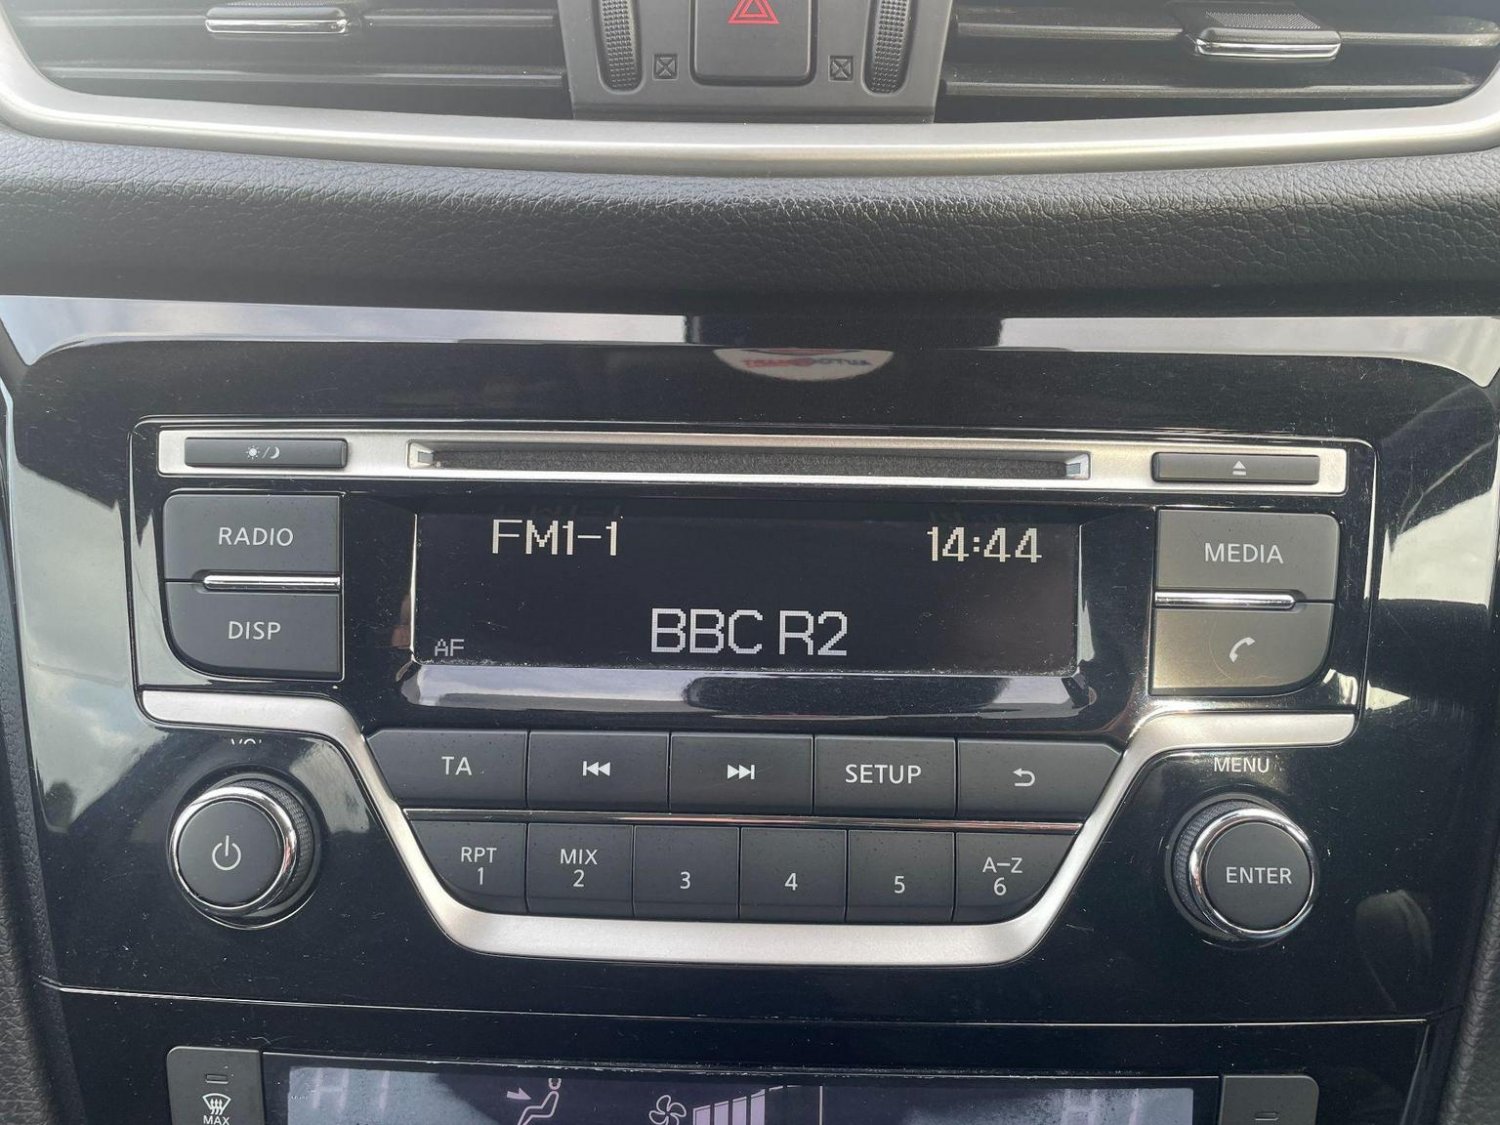 RADIO
DISP
FM1-1
14:44
AF
BBC R2
MEDIA
TA
SETUP
MENU
RPT
1
MIX
2
3
4
5
A-Z
6
ENTER
MAX